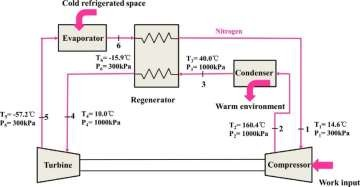 Cold refrigerated space
Evaporator
Nitrogen
6
T₆= -15.9°C
P₆= 300kPa
T₃= 40.0°C
P₃= 1000kPa
Condenser
3
Regenerator
Warm environment
T₅= -57.2°C
P₅= 300kPa
5
4
T₄= 10.0°C
P₄= 1000kPa
T₂= 160.4°C
P₂= 1000kPa
2
1
T₁= 14.6°C
P₁= 300kPa
Turbine
Compressor
Work input